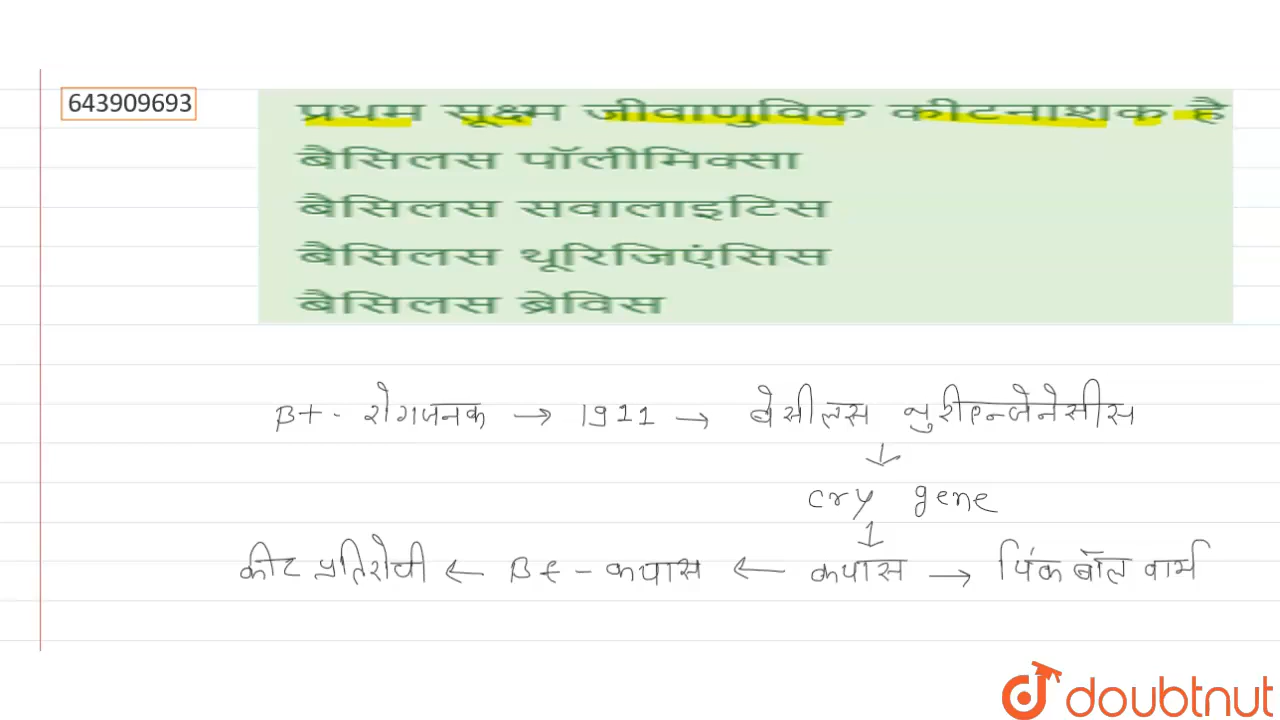 643909693
प्रथम सूक्ष्म जीवाणुविक कीटनाशक है
बैसिलस पॉलीमिक्सा
बैसिलस सवालाइटिस
बैसिलस थूरिजिएंसिस
बैसिलस ब्रेविस
Bt - रोगजनक → 1911 → बेसीलस थुरीएन्जेनेसीस
↓
cry gene
↓
कीट प्रतिरोधी ← Bt - कपास ← कपास → पिंक बॉल वार्म
doubtnut